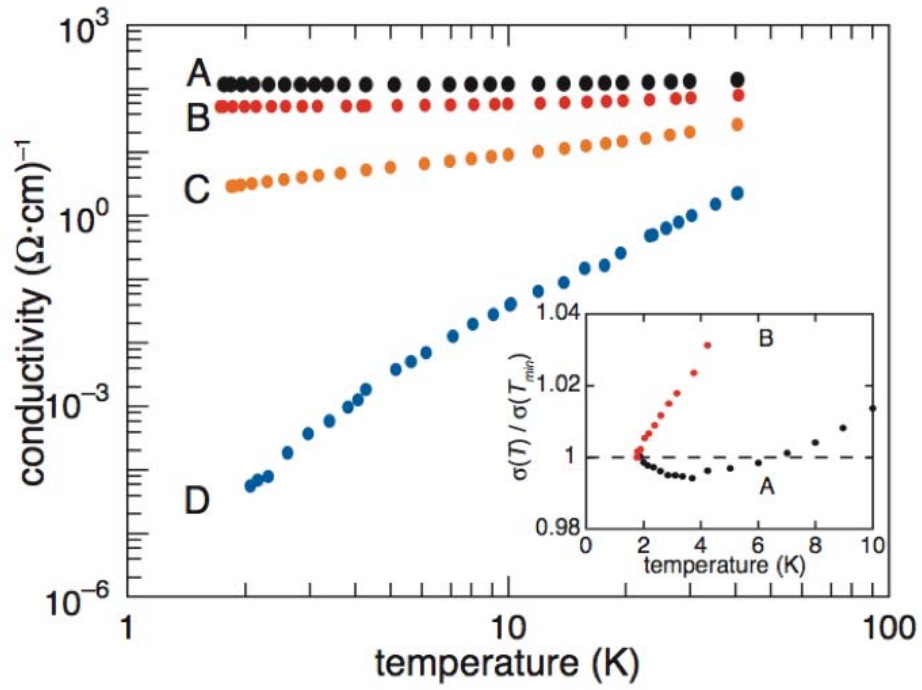 conductivity (Ω·cm)⁻¹
10³
10⁰
10⁻³
10⁻⁶
A
B
C
D
1
10
100
temperature (K)
σ(T) / σ(Tₘᵢₙ)
1.04
1.02
1
0.98
B
A
0
2
4
6
8
10
temperature (K)